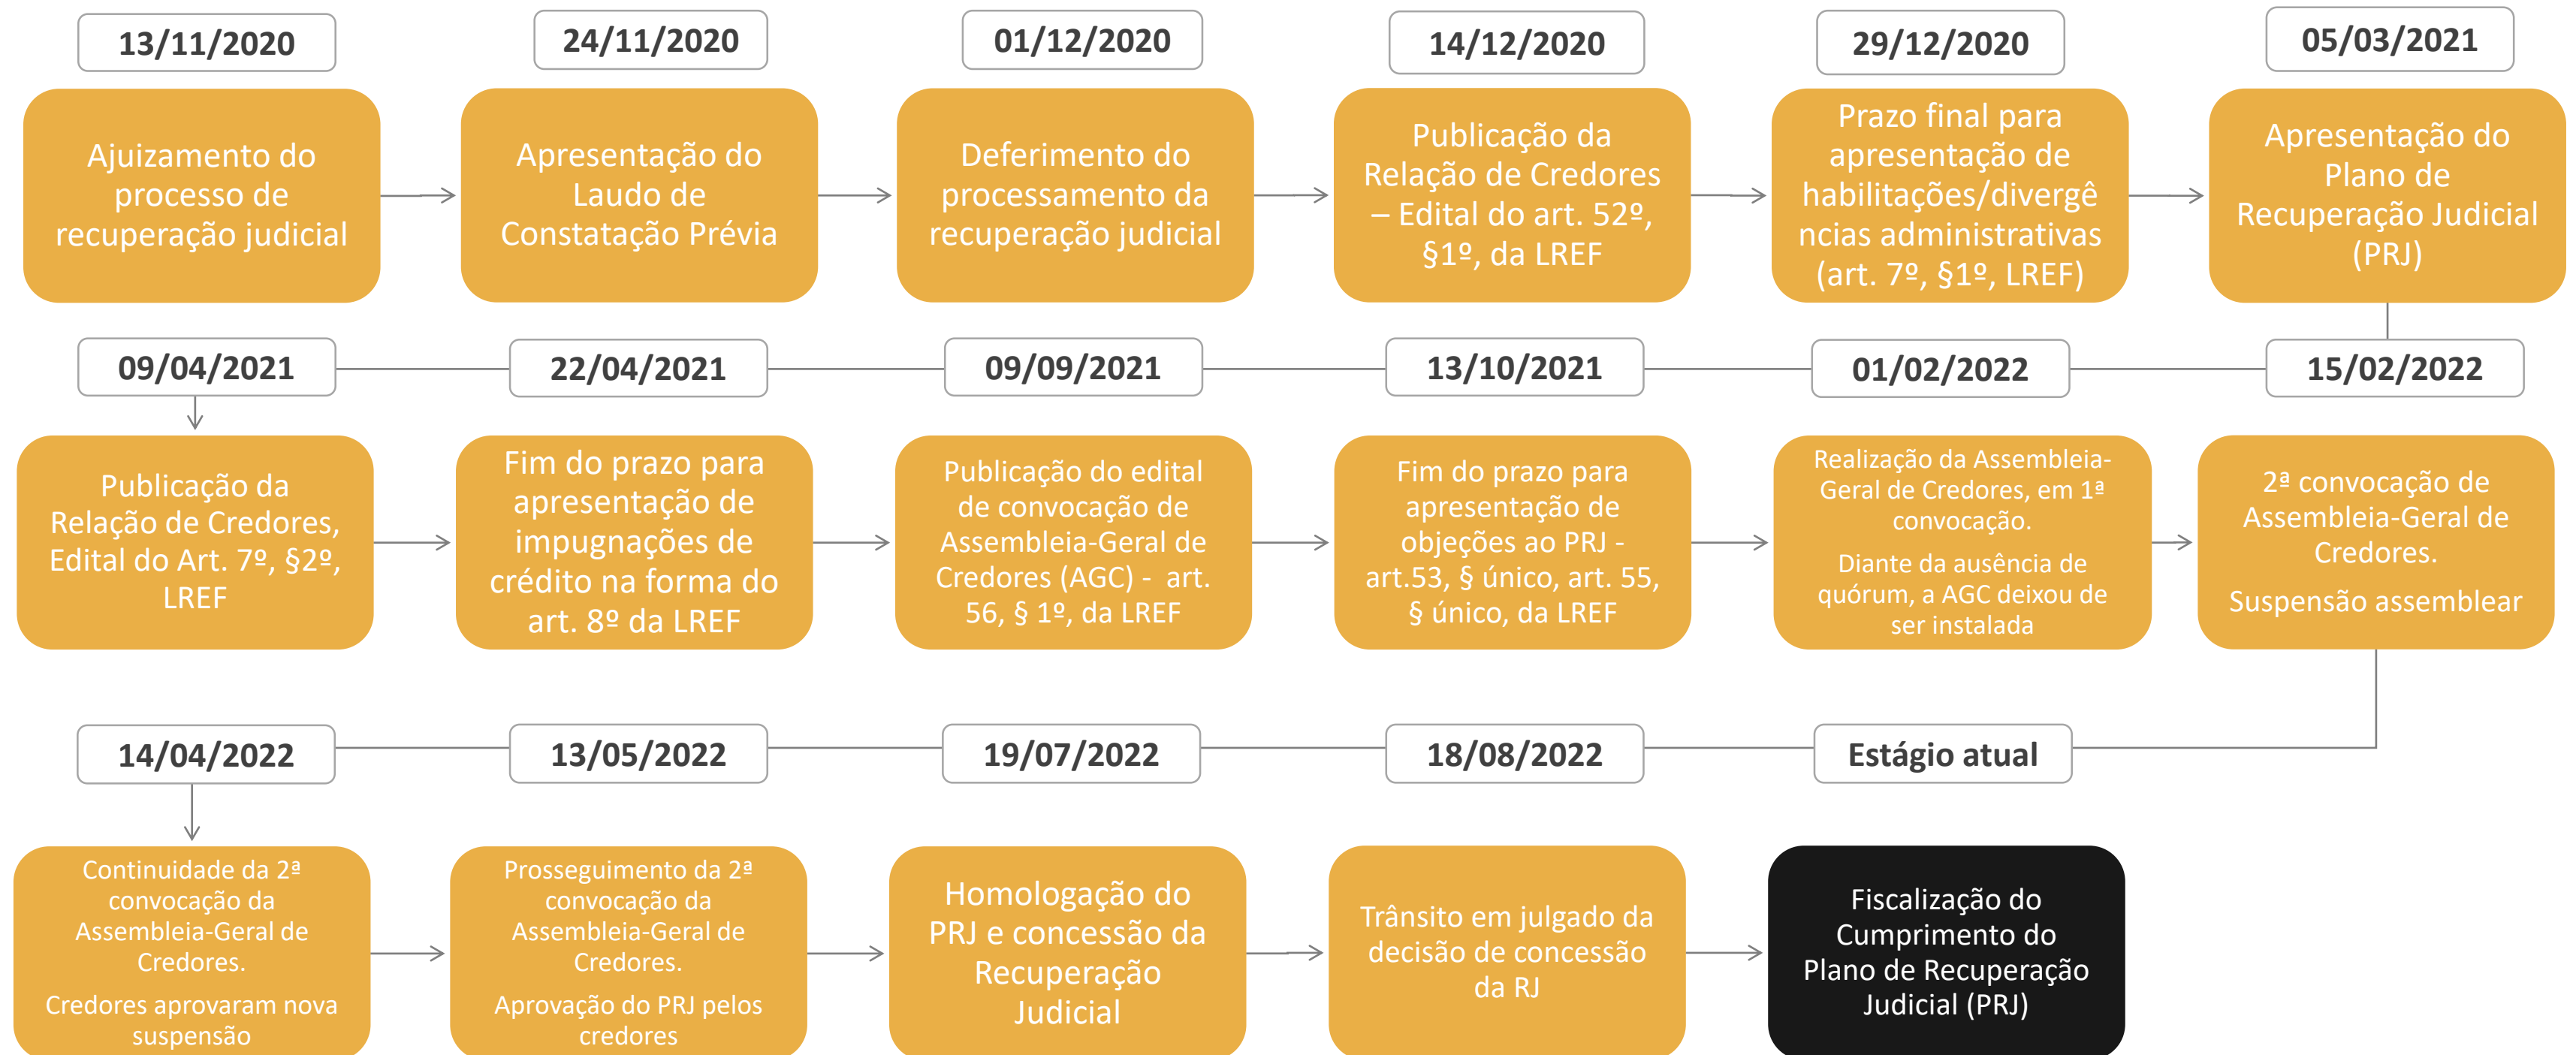 13/11/2020
Ajuizamento do
processo de
recuperação judicial
24/11/2020
Apresentação do
Laudo de
Constatação Prévia
01/12/2020
Deferimento do
processamento da
recuperação judicial
14/12/2020
Publicação da
Relação de Credores
– Edital do art. 52º,
§1º, da LREF
29/12/2020
Prazo final para
apresentação de
habilitações/divergê
ncias administrativas
(art. 7º, §1º, LREF)
05/03/2021
Apresentação do
Plano de
Recuperação Judicial
(PRJ)
09/04/2021
Publicação da
Relação de Credores,
Edital do Art. 7º, §2º,
LREF
22/04/2021
Fim do prazo para
apresentação de
impugnações de
crédito na forma do
art. 8º da LREF
09/09/2021
Publicação do edital
de convocação de
Assembleia-Geral de
Credores (AGC) - art.
56, § 1º, da LREF
13/10/2021
Fim do prazo para
apresentação de
objeções ao PRJ -
art.53, § único, art. 55,
§ único, da LREF
01/02/2022
Realização da Assembleia-
Geral de Credores, em 1ª
convocação.
Diante da ausência de
quórum, a AGC deixou de
ser instalada
15/02/2022
2ª convocação de
Assembleia-Geral de
Credores.
Suspensão assemblear
14/04/2022
Continuidade da 2ª
convocação da
Assembleia-Geral de
Credores.
Credores aprovaram nova
suspensão
13/05/2022
Prosseguimento da 2ª
convocação da
Assembleia-Geral de
Credores.
Aprovação do PRJ pelos
credores
19/07/2022
Homologação do
PRJ e concessão da
Recuperação
Judicial
18/08/2022
Trânsito em julgado da
decisão de concessão
da RJ
Estágio atual
Fiscalização do
Cumprimento do
Plano de Recuperação
Judicial (PRJ)